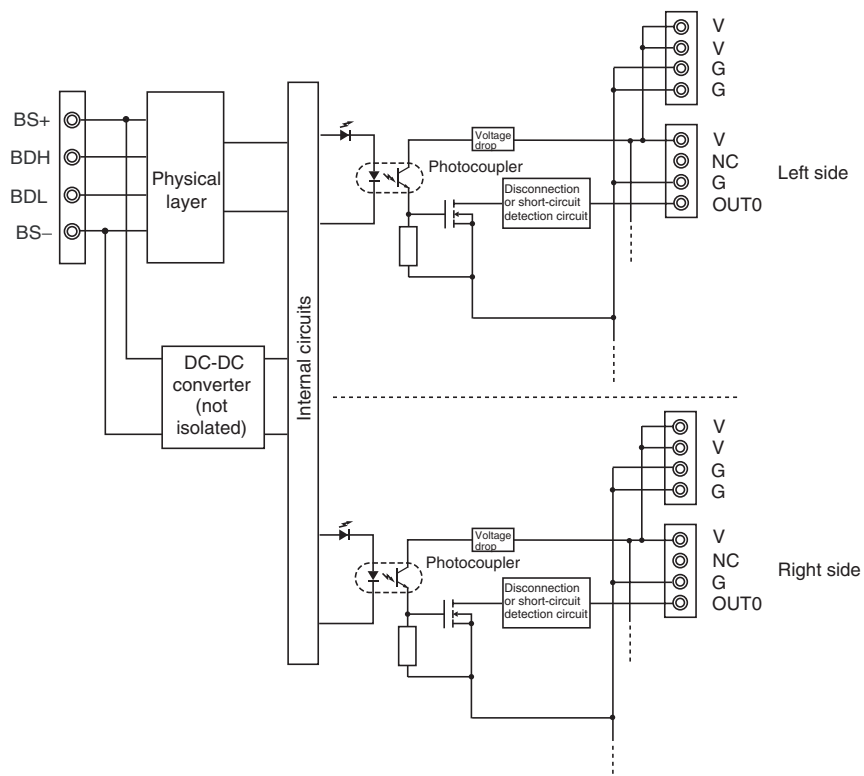 BS+
BDH
BDL
BS−
Physical
layer
DC-DC
converter
(not
isolated)
Internal circuits
Voltage
drop
Photocoupler
Disconnection
or short-circuit
detection circuit
V
V
G
G
V
NC
G
OUT0
Left side
Voltage
drop
Photocoupler
Disconnection
or short-circuit
detection circuit
V
V
G
G
V
NC
G
OUT0
Right side